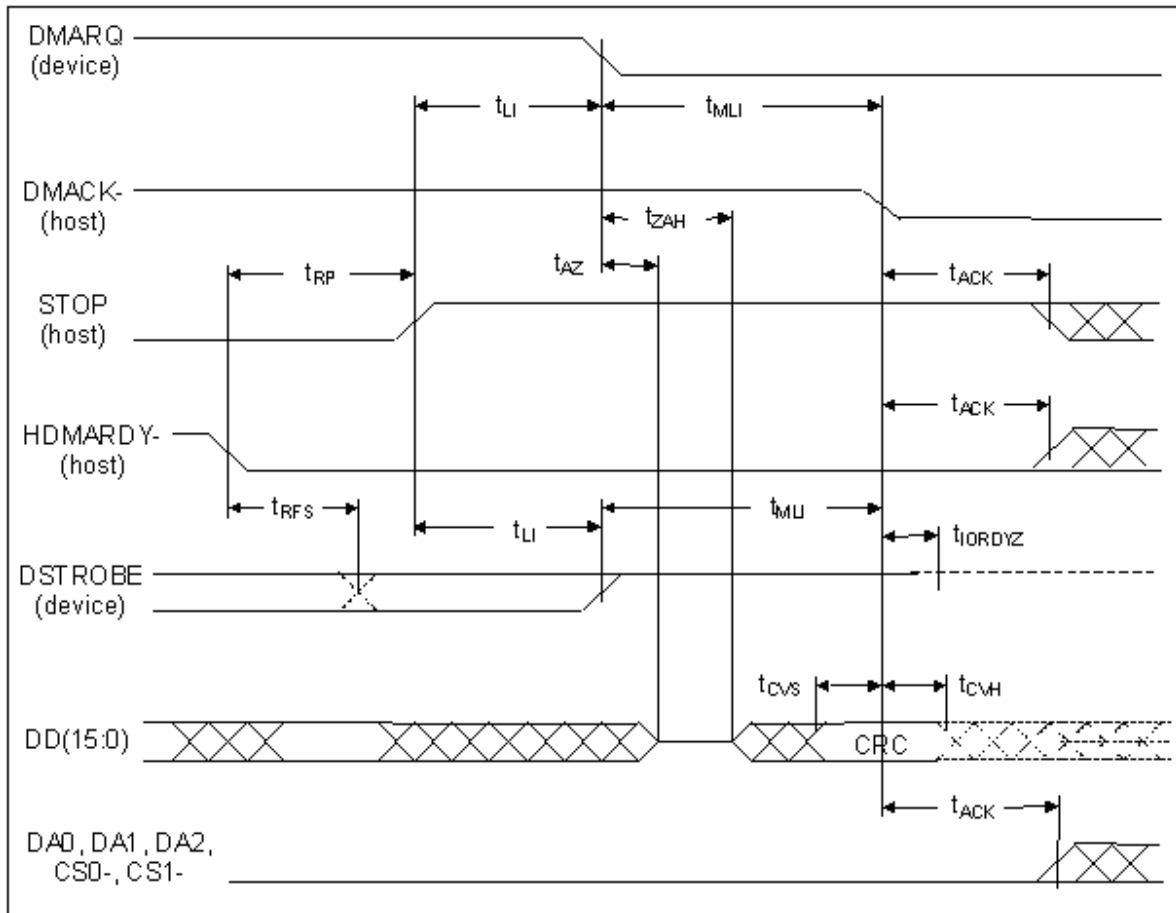 DMARQ
(device)
tLI
tMLI
DMACK-
(host)
tZAH
tAZ
tRP
tACK
STOP
(host)
tACK
HDMARDY-
(host)
tRFS
tLI
tMLI
tIORDYZ
DSTROBE
(device)
tCVS
tCVH
DD(15:0)
CRC
tACK
DA0, DA1, DA2,
CS0-, CS1-